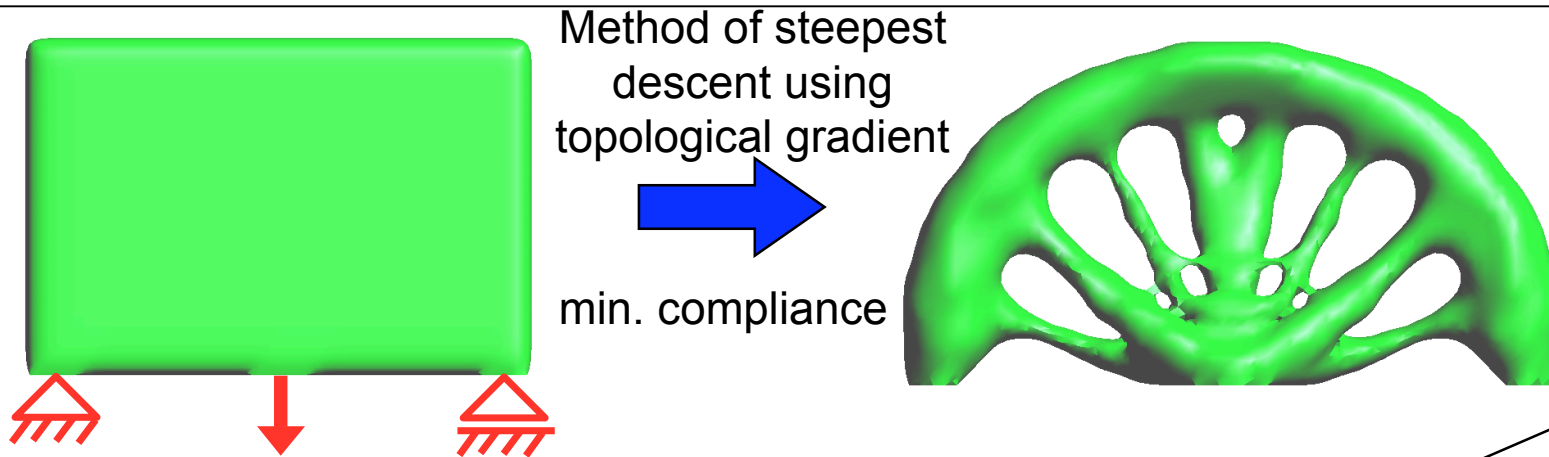 Method of steepest
descent using
topological gradient
min. compliance